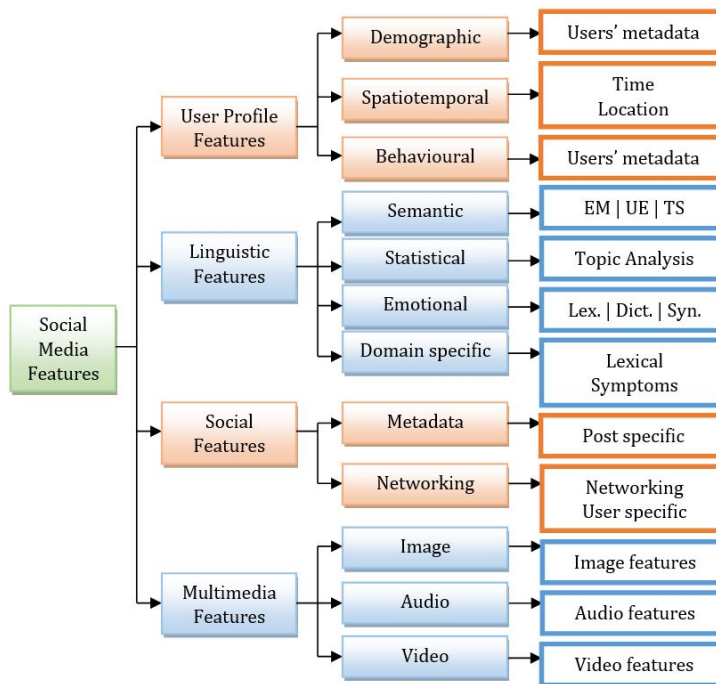 Social
Media
Features
User Profile
Features
Demographic
Users’ metadata
Spatiotemporal
Time
Location
Behavioural
Users’ metadata
Linguistic
Features
Semantic
EM | UE | TS
Statistical
Topic Analysis
Emotional
Lex. | Dict. | Syn.
Domain specific
Lexical
Symptoms
Social
Features
Metadata
Post specific
Networking
Networking
User specific
Multimedia
Features
Image
Image features
Audio
Audio features
Video
Video features